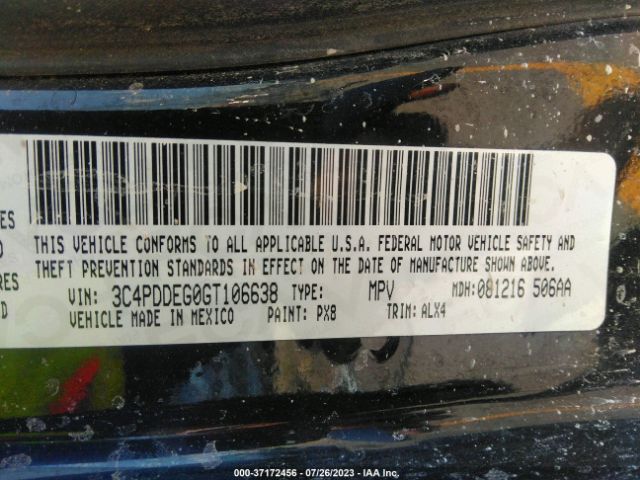 ES
D
RES
D
THIS VEHICLE CONFORMS TO ALL APPLICABLE U.S.A. FEDERAL MOTOR VEHICLE SAFETY AND
THEFT PREVENTION STANDARDS IN EFFECT ON THE DATE OF MANUFACTURE SHOWN ABOVE.
VIN: 3C4PDDEG0GT106638 TYPE: MPV MDH: 081216 506AA
VEHICLE MADE IN MEXICO PAINT: PX8 TRIM: ALX4
000-37172456 - 07/26/2023 - IAA Inc.